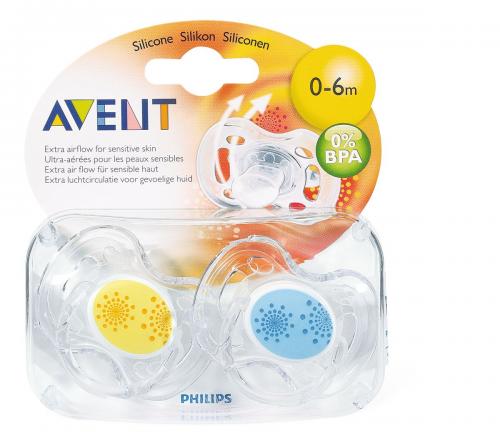 Silicone Silikon Siliconen
0-6m
AVENT
0%
BPA
Extra airflow for sensitive skin
Ultra-aérées pour les peaux sensibles
Extra air flow für sensible haut
Extra luchtcirculatie voor gevoelige huid
PHILIPS